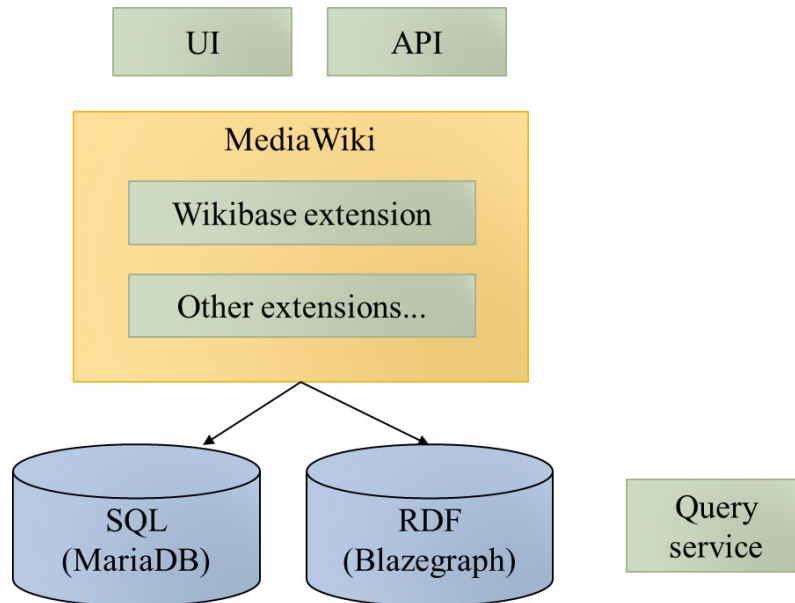 UI
API
MediaWiki
Wikibase extension
Other extensions...
SQL
(MariaDB)
RDF
(Blazegraph)
Query
service